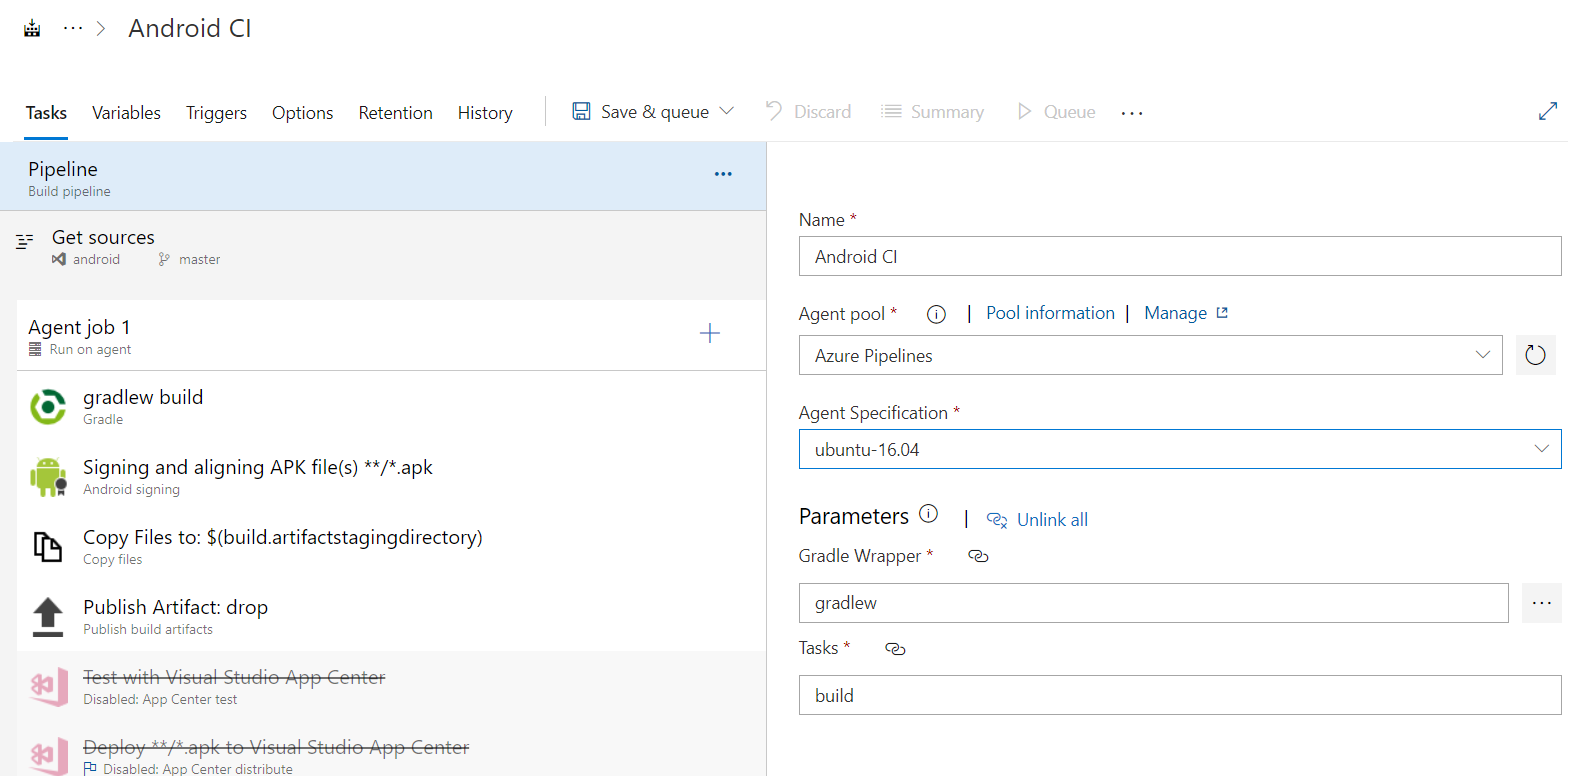 ··· > Android CI
Tasks Variables Triggers Options Retention History Save & queue Discard Summary Queue ···
Pipeline ···
Build pipeline
Get sources
android master
Agent job 1 +
Run on agent
gradlew build
Gradle
Signing and aligning APK file(s) **/*.apk
Android signing
Copy Files to: $(build.artifactstagingdirectory)
Copy files
Publish Artifact: drop
Publish build artifacts
Test with Visual Studio App Center
Disabled: App Center test
Deploy **/*.apk to Visual Studio App Center
Disabled: App Center distribute
Name *
Android CI
Agent pool * | Pool information | Manage
Azure Pipelines
Agent Specification *
ubuntu-16.04
Parameters | Unlink all
Gradle Wrapper *
gradlew ···
Tasks *
build